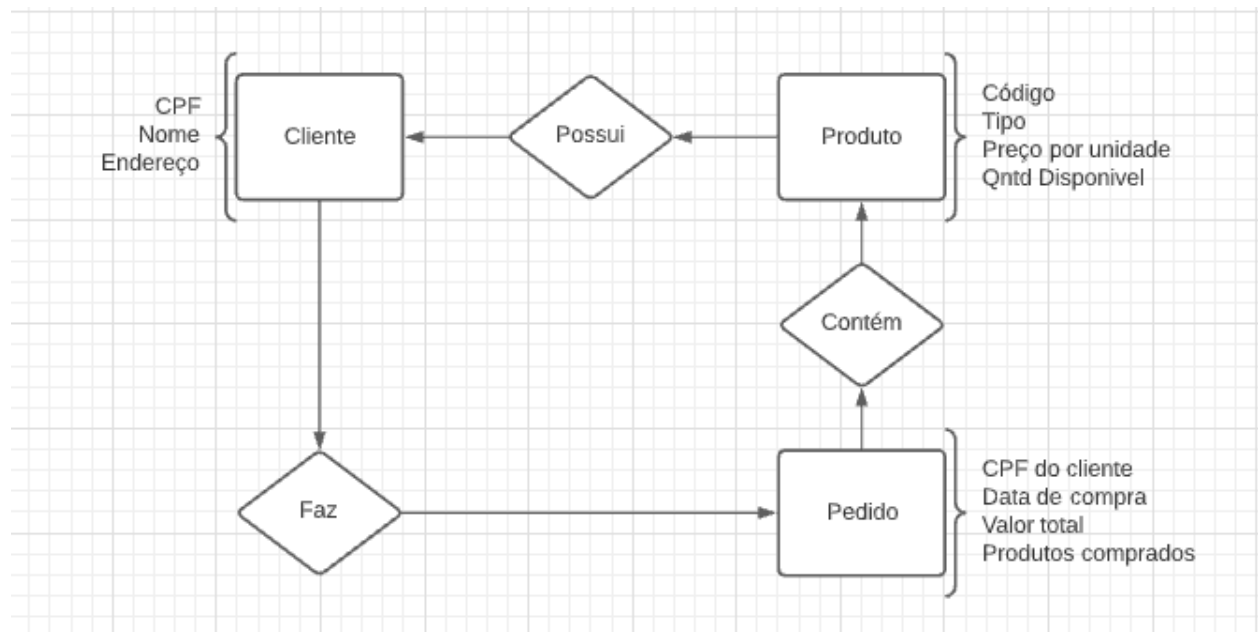 CPF
Nome
Endereço
Cliente
Possui
Produto
Código
Tipo
Preço por unidade
Qntd Disponivel
Contém
Faz
Pedido
CPF do cliente
Data de compra
Valor total
Produtos comprados